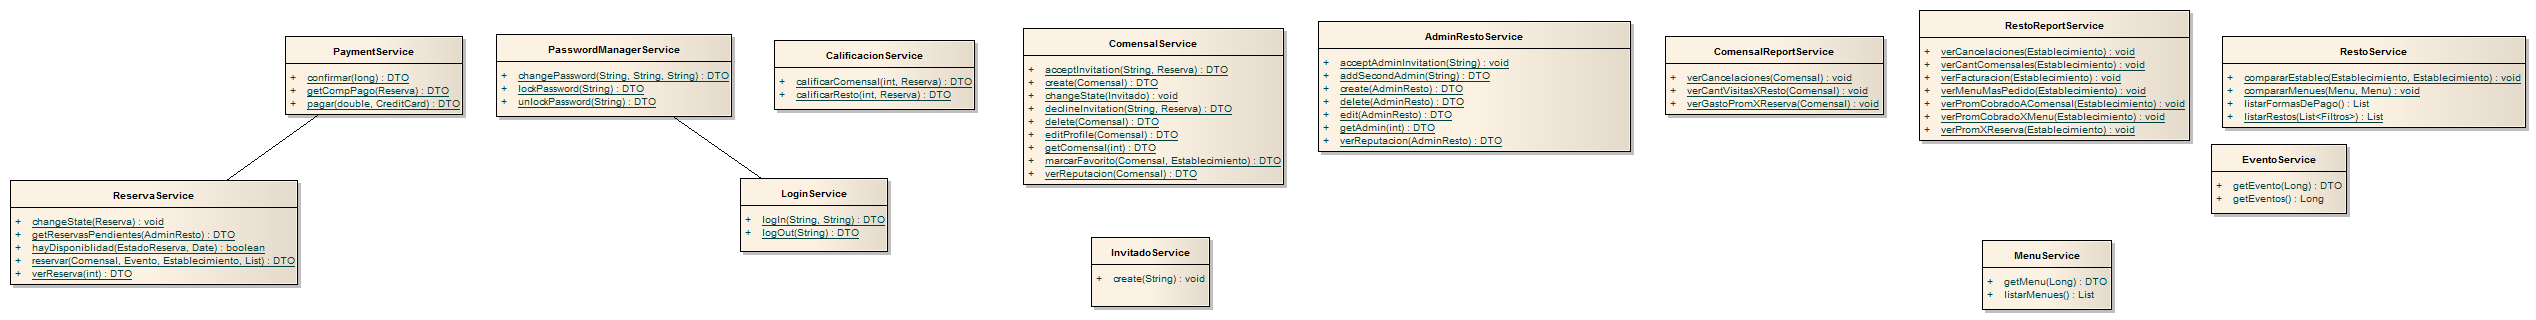 PaymentService
+ confirmar(long) : DTO
+ getCompPago(Reserva) : DTO
+ pagar(double, CreditCard) : DTO
PasswordManagerService
+ changePassword(String, String, String) : DTO
+ lockPassword(String) : DTO
+ unlockPassword(String) : DTO
CalificacionService
+ calificarComensal(int, Reserva) : DTO
+ calificarResto(int, Reserva) : DTO
ComensalService
+ acceptInvitation(String, Reserva) : DTO
+ create(Comensal) : DTO
+ changeState(Invitado) : void
+ declineInvitation(String, Reserva) : DTO
+ delete(Comensal) : DTO
+ editProfile(Comensal) : DTO
+ getComensal(int) : DTO
+ marcarFavorito(Comensal, Establecimiento) : DTO
+ verReputacion(Comensal) : DTO
AdminRestoService
+ acceptAdminInvitation(String) : void
+ addSecondAdmin(String) : DTO
+ create(AdminResto) : DTO
+ delete(AdminResto) : DTO
+ edit(AdminResto) : DTO
+ getAdmin(int) : DTO
+ verReputacion(AdminResto) : DTO
ComensalReportService
+ verCancelaciones(Comensal) : void
+ verCantVisitasXResto(Comensal) : void
+ verGastoPromXReserva(Comensal) : void
RestoReportService
+ verCancelaciones(Establecimiento) : void
+ verCantComensales(Establecimiento) : void
+ verFacturacion(Establecimiento) : void
+ verMenuMasPedido(Establecimiento) : void
+ verPromCobradoAComensal(Establecimiento) : void
+ verPromCobradoXMenu(Establecimiento) : void
+ verPromXReserva(Establecimiento) : void
RestoService
+ compararEstablec(Establecimiento, Establecimiento) : void
+ compararMenues(Menu, Menu) : void
+ listarFormasDePago() : List
+ listarRestos(List<Filtros>) : List
EventoService
+ getEvento(Long) : DTO
+ getEventos() : Long
ReservaService
+ changeState(Reserva) : void
+ getReservasPendientes(AdminResto) : DTO
+ hayDisponiblidad(EstadoReserva, Date) : boolean
+ reservar(Comensal, Evento, Establecimiento, List) : DTO
+ verReserva(int) : DTO
LoginService
+ logIn(String, String) : DTO
+ logOut(String) : DTO
InvitadoService
+ create(String) : void
MenuService
+ getMenu(Long) : DTO
+ listarMenues() : List